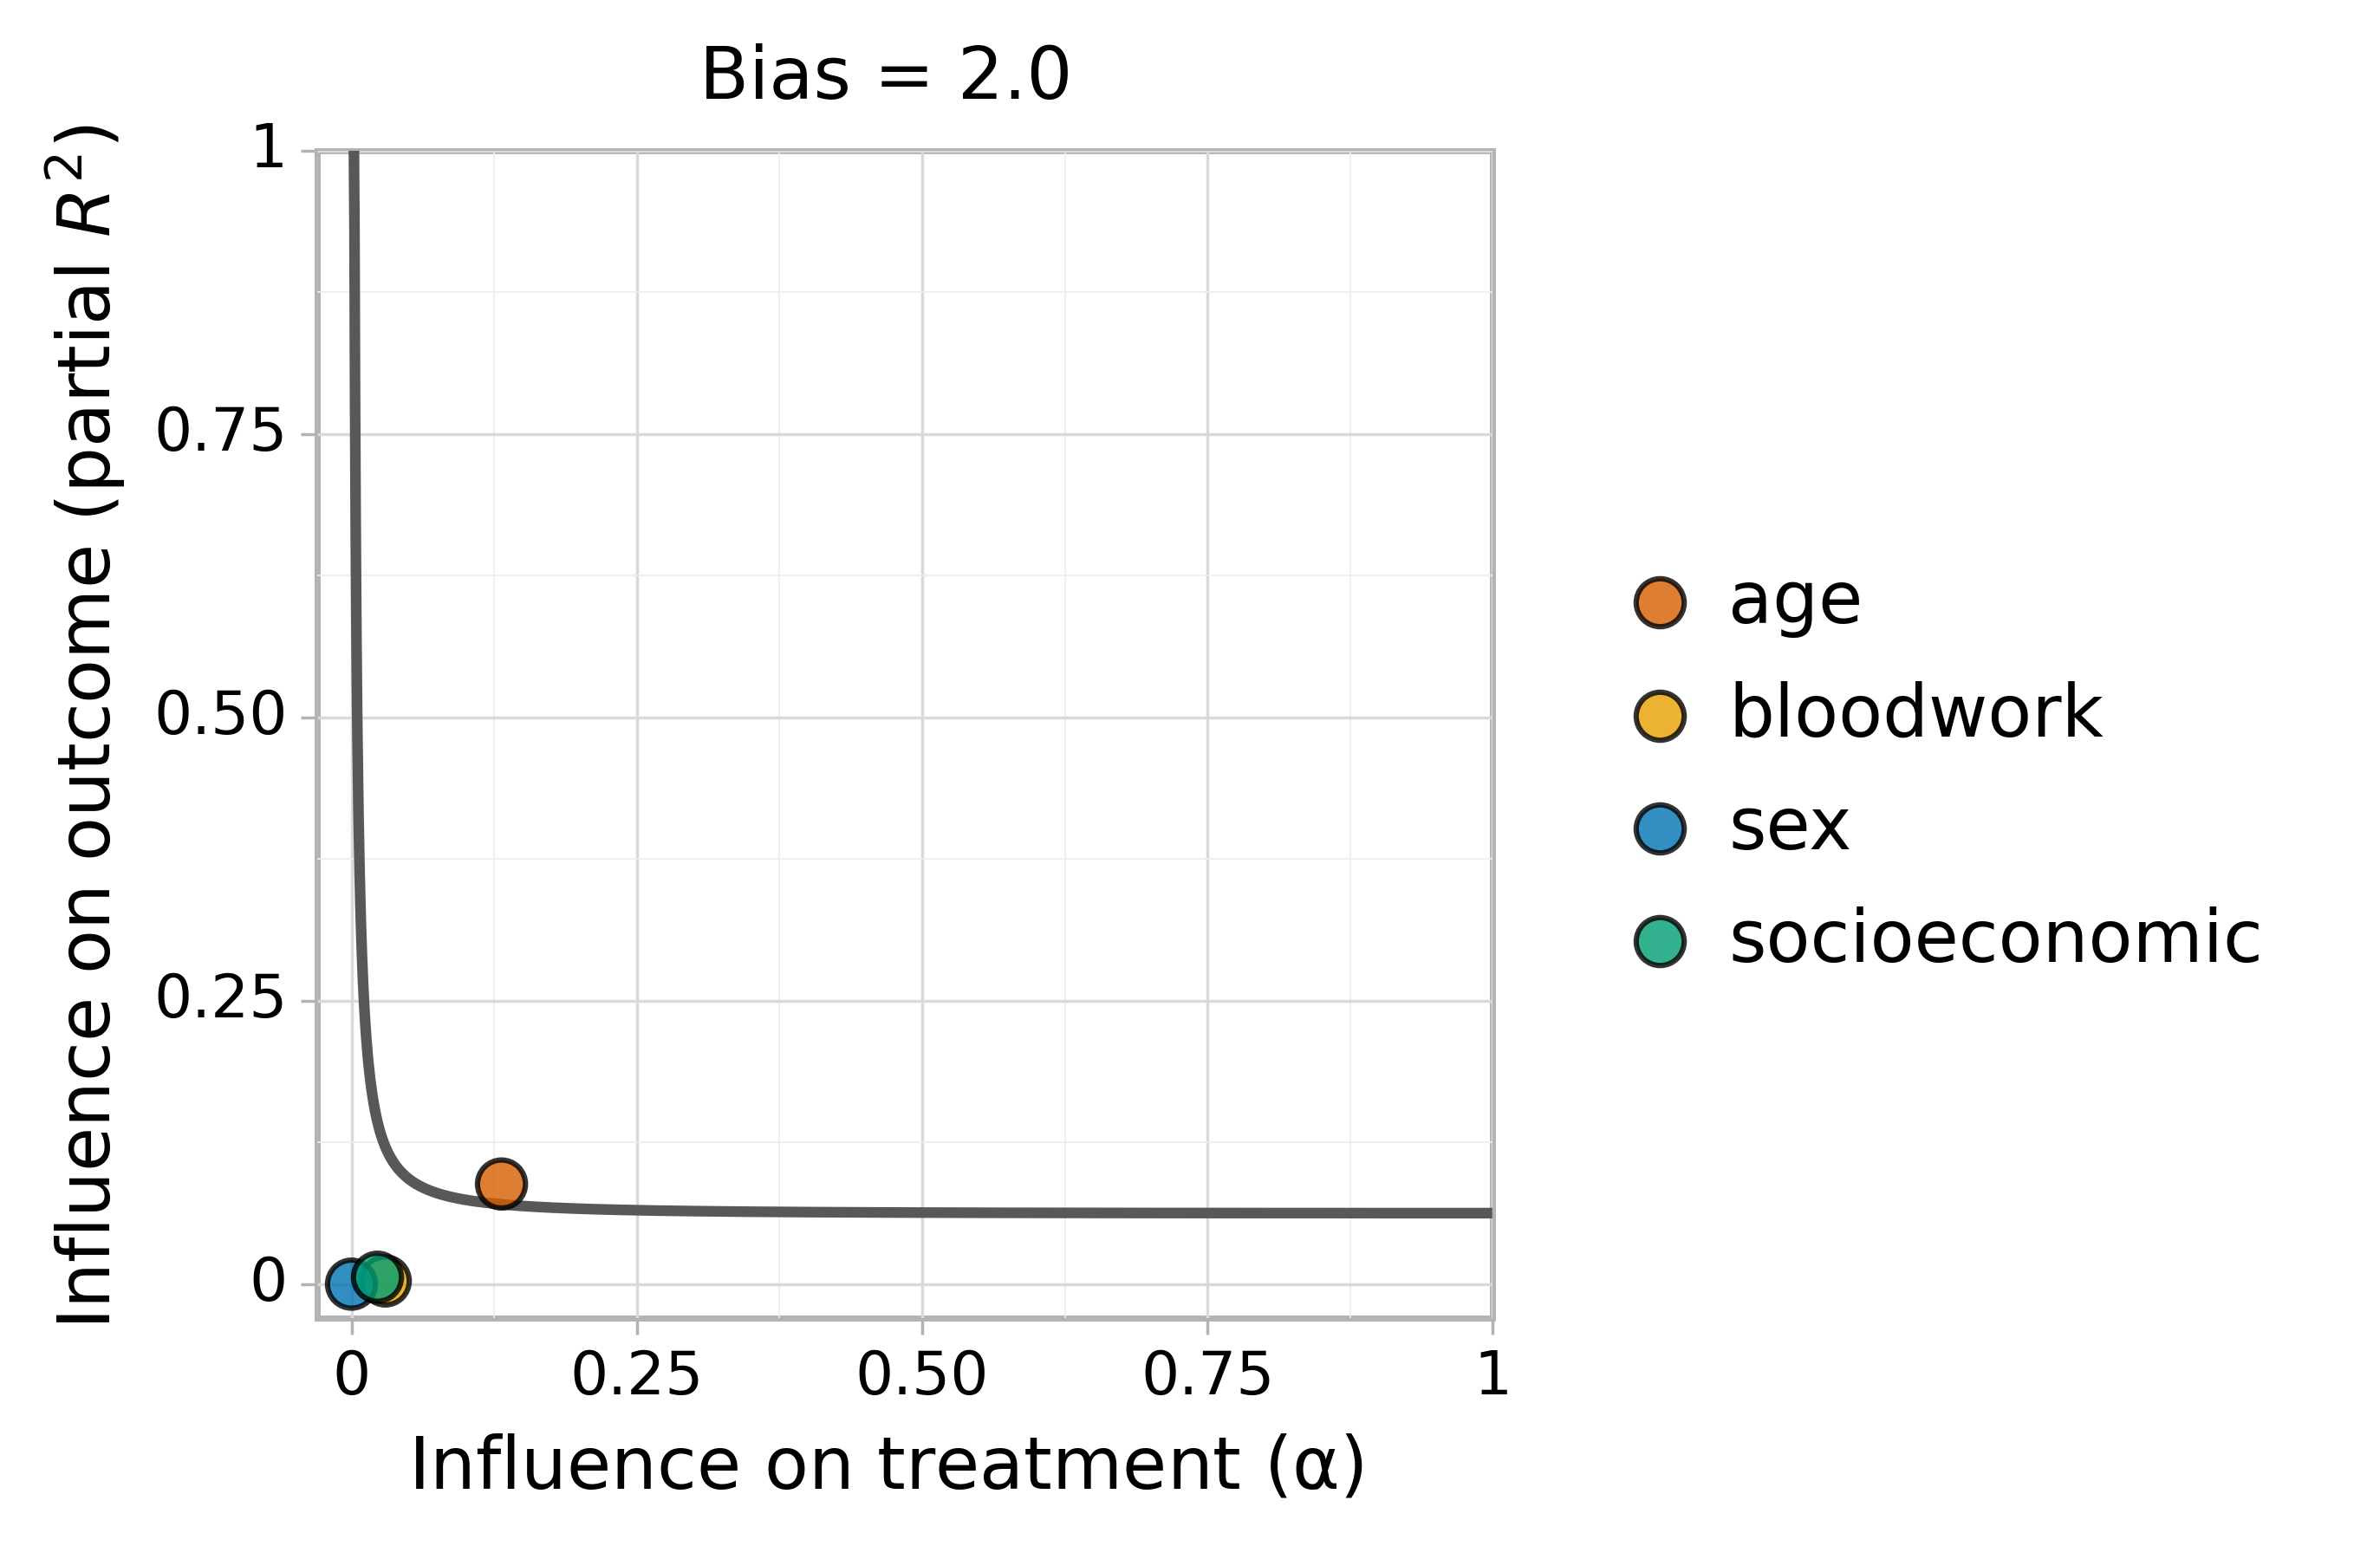 Bias = 2.0
Influence on outcome (partial R²)
1
0.75
0.50
0.25
0
0 0.25 0.50 0.75 1
Influence on treatment (α)
age
bloodwork
sex
socioeconomic